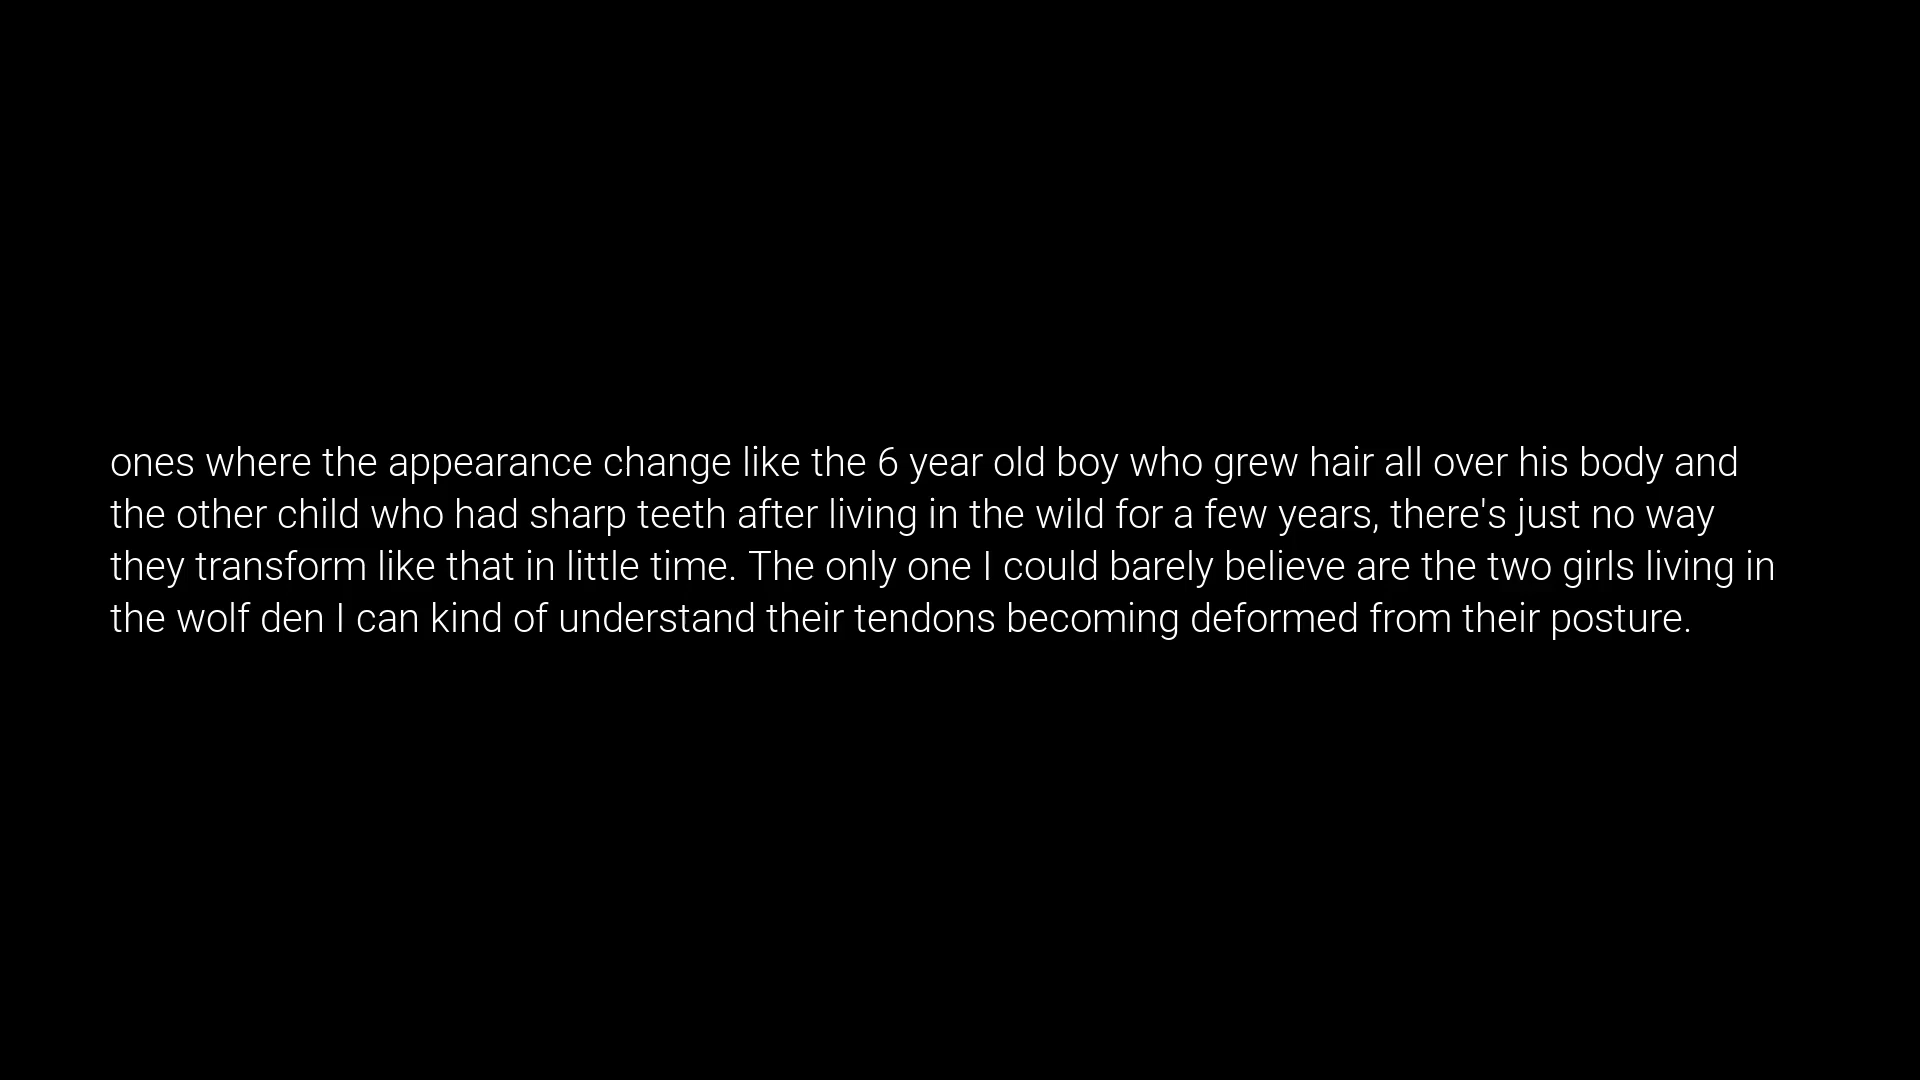 ones where the appearance change like the 6 year old boy who grew hair all over his body and
the other child who had sharp teeth after living in the wild for a few years, there's just no way
they transform like that in little time. The only one I could barely believe are the two girls living in
the wolf den I can kind of understand their tendons becoming deformed from their posture.